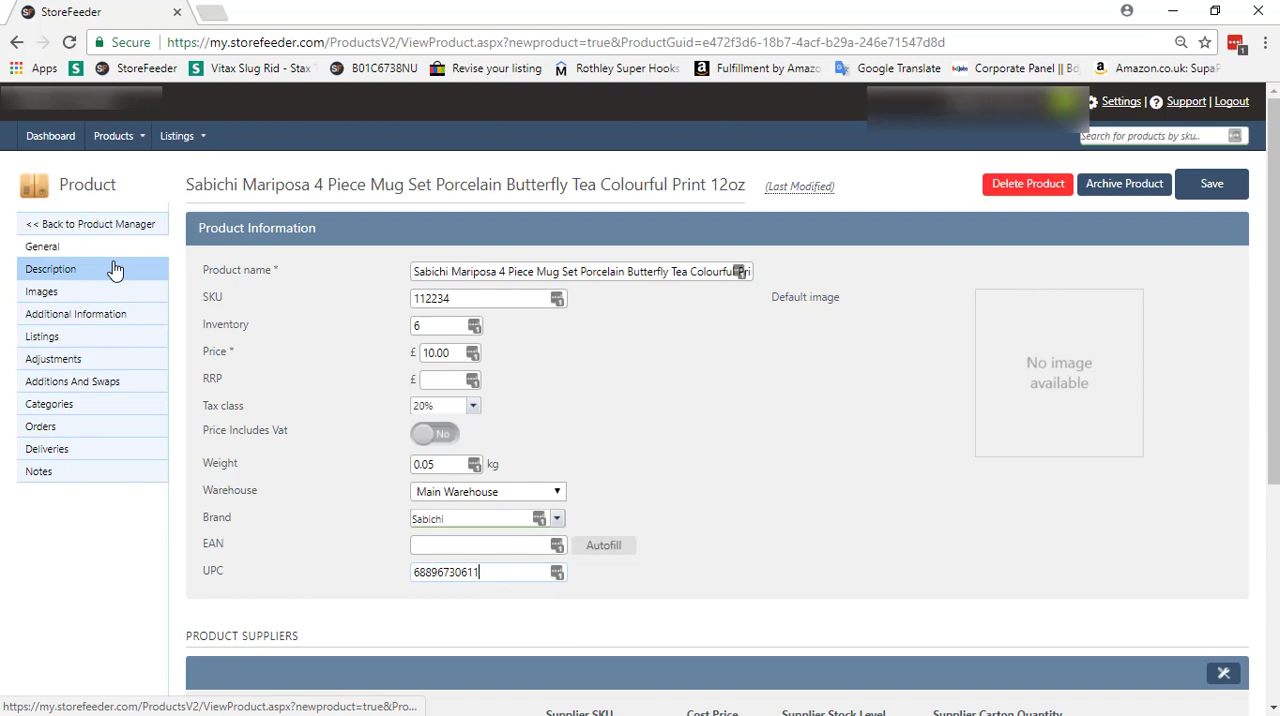 StoreFeeder
Secure https://my.storefeeder.com/ProductsV2/ViewProduct.aspx?newproduct=true&ProductGuid=e472f3d6-18b7-4acf-b29a-246e71547d8d
Apps StoreFeeder Vitax Slug Rid - Stax B01C6738NU Revise your listing Rothley Super Hooks Fulfillment by Amazo Google Translate Corporate Panel || Bd Amazon.co.uk: SupaF
Settings | Support | Logout
Dashboard Products Listings Search for products by sku..
Product Sabichi Mariposa 4 Piece Mug Set Porcelain Butterfly Tea Colourful Print 12oz (Last Modified) Delete Product Archive Product Save
<< Back to Product Manager
General
Description
Images
Additional Information
Listings
Adjustments
Additions And Swaps
Categories
Orders
Deliveries
Notes
Product Information
Product name * Sabichi Mariposa 4 Piece Mug Set Porcelain Butterfly Tea Colourful Pri
SKU 112234 Default image
Inventory 6
Price * £ 10.00
RRP £
No image available
Tax class 20%
Price Includes Vat No
Weight 0.05 kg
Warehouse Main Warehouse
Brand Sabichi
EAN Autofill
UPC 68896730611
PRODUCT SUPPLIERS
Supplier SKU Cost Price Supplier Stock Level Supplier Carton Quantity
https://my.storefeeder.com/ProductsV2/ViewProduct.aspx?newproduct=true&Pro...